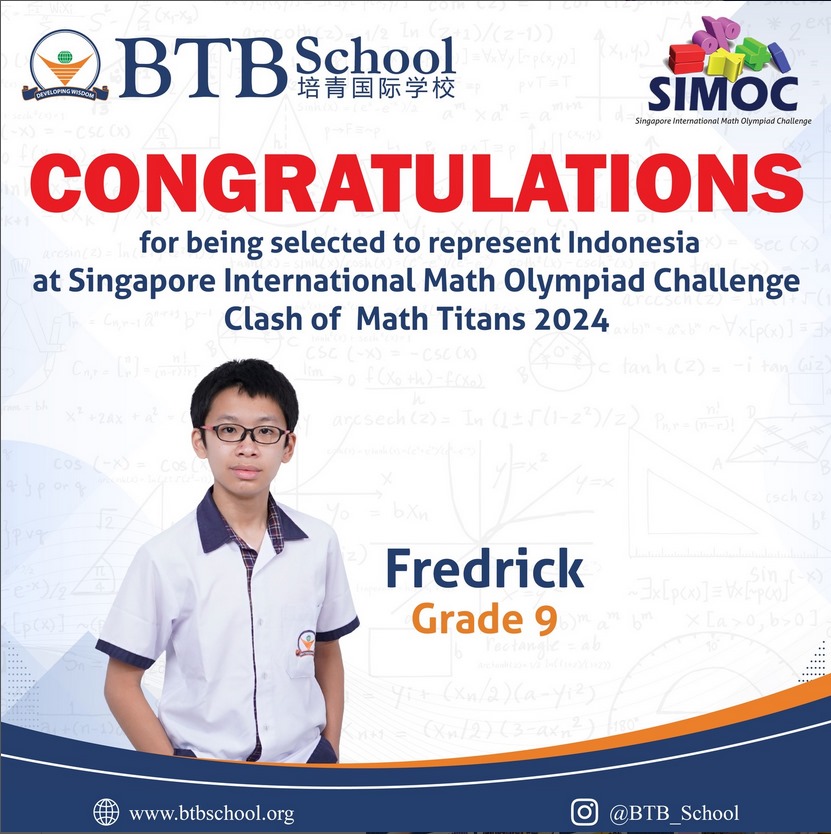 BTB School
培青国际学校
DEVELOPING WISDOM
SIMOC
Singapore International Math Olympiad Challenge
CONGRATULATIONS
for being selected to represent Indonesia
at Singapore International Math Olympiad Challenge
Clash of Math Titans 2024
Fredrick
Grade 9
www.btbschool.org
@BTB_School